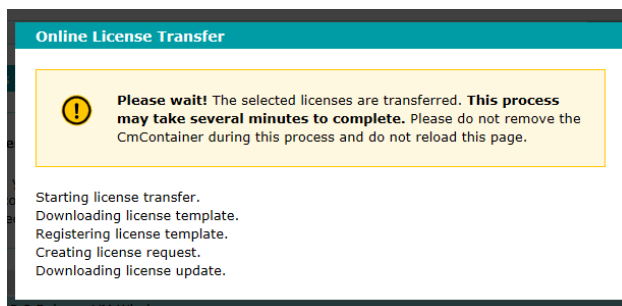 Online License Transfer
Please wait! The selected licenses are transferred. This process
may take several minutes to complete. Please do not remove the
CmContainer during this process and do not reload this page.
Starting license transfer.
Downloading license template.
Registering license template.
Creating license request.
Downloading license update.